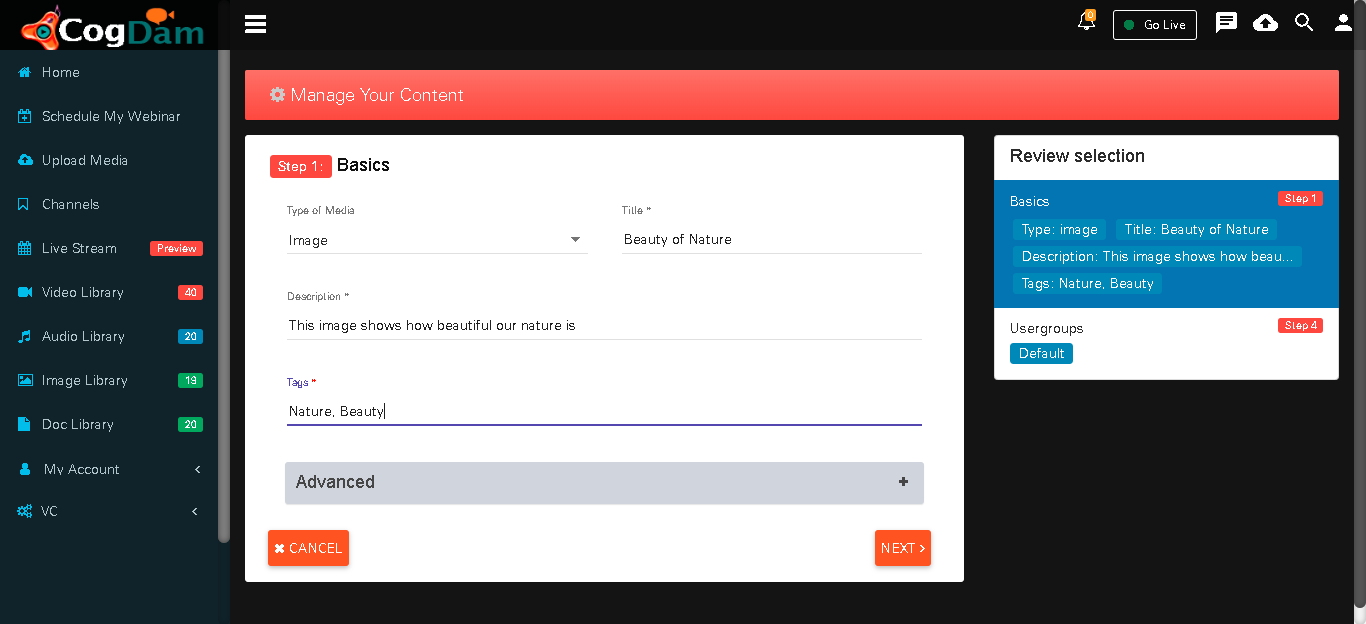 CogDam
0
Go Live
Home
Schedule My Webinar
Upload Media
Channels
Live Stream Preview
Video Library 40
Audio Library 20
Image Library 19
Doc Library 20
My Account
VC
Manage Your Content
Step 1: Basics
Type of Media
Title *
Image
Beauty of Nature
Description *
This image shows how beautiful our nature is
Tags *
Nature, Beauty
Advanced
CANCEL
NEXT
Review selection
Basics Step 1
Type: image Title: Beauty of Nature
Description: This image shows how beau...
Tags: Nature, Beauty
Usergroups Step 4
Default